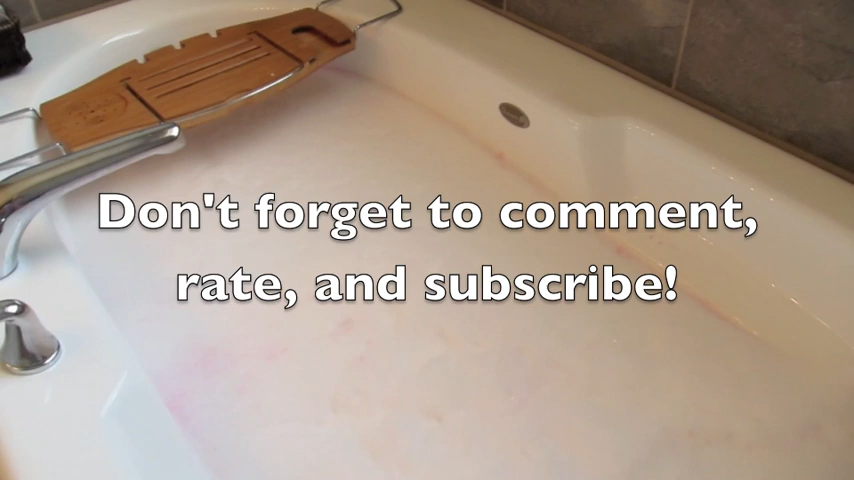 Don't forget to comment,
rate, and subscribe!